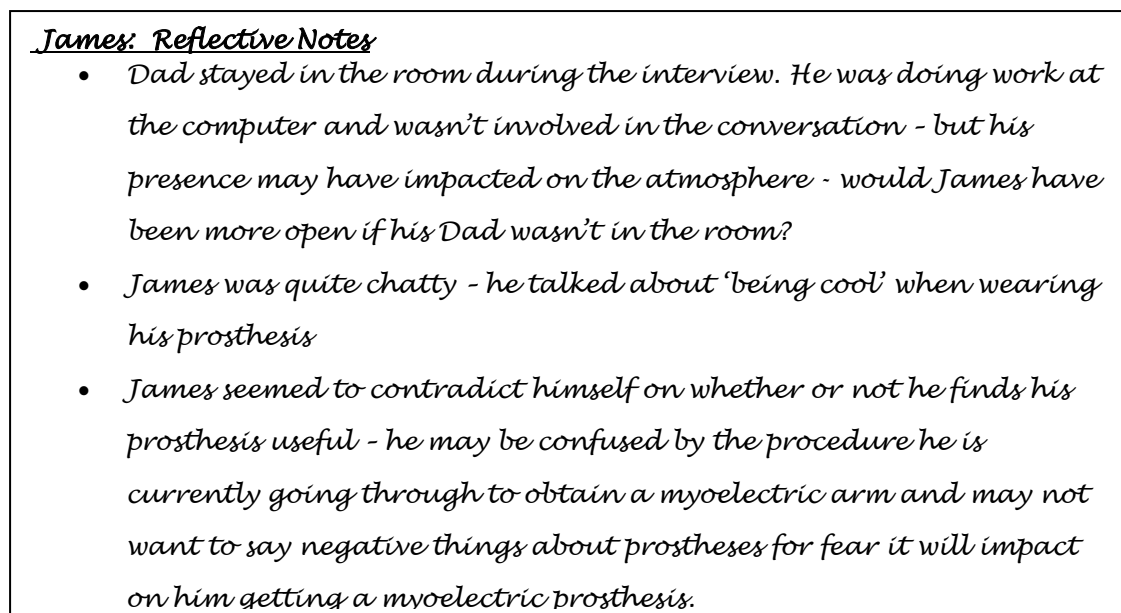 James:  Reflective Notes
• Dad stayed in the room during the interview. He was doing work at
the computer and wasn’t involved in the conversation – but his
presence may have impacted on the atmosphere - would James have
been more open if his Dad wasn’t in the room?
• James was quite chatty – he talked about ‘being cool’ when wearing
his prosthesis
• James seemed to contradict himself on whether or not he finds his
prosthesis useful – he may be confused by the procedure he is
currently going through to obtain a myoelectric arm and may not
want to say negative things about prostheses for fear it will impact
on him getting a myoelectric prosthesis.